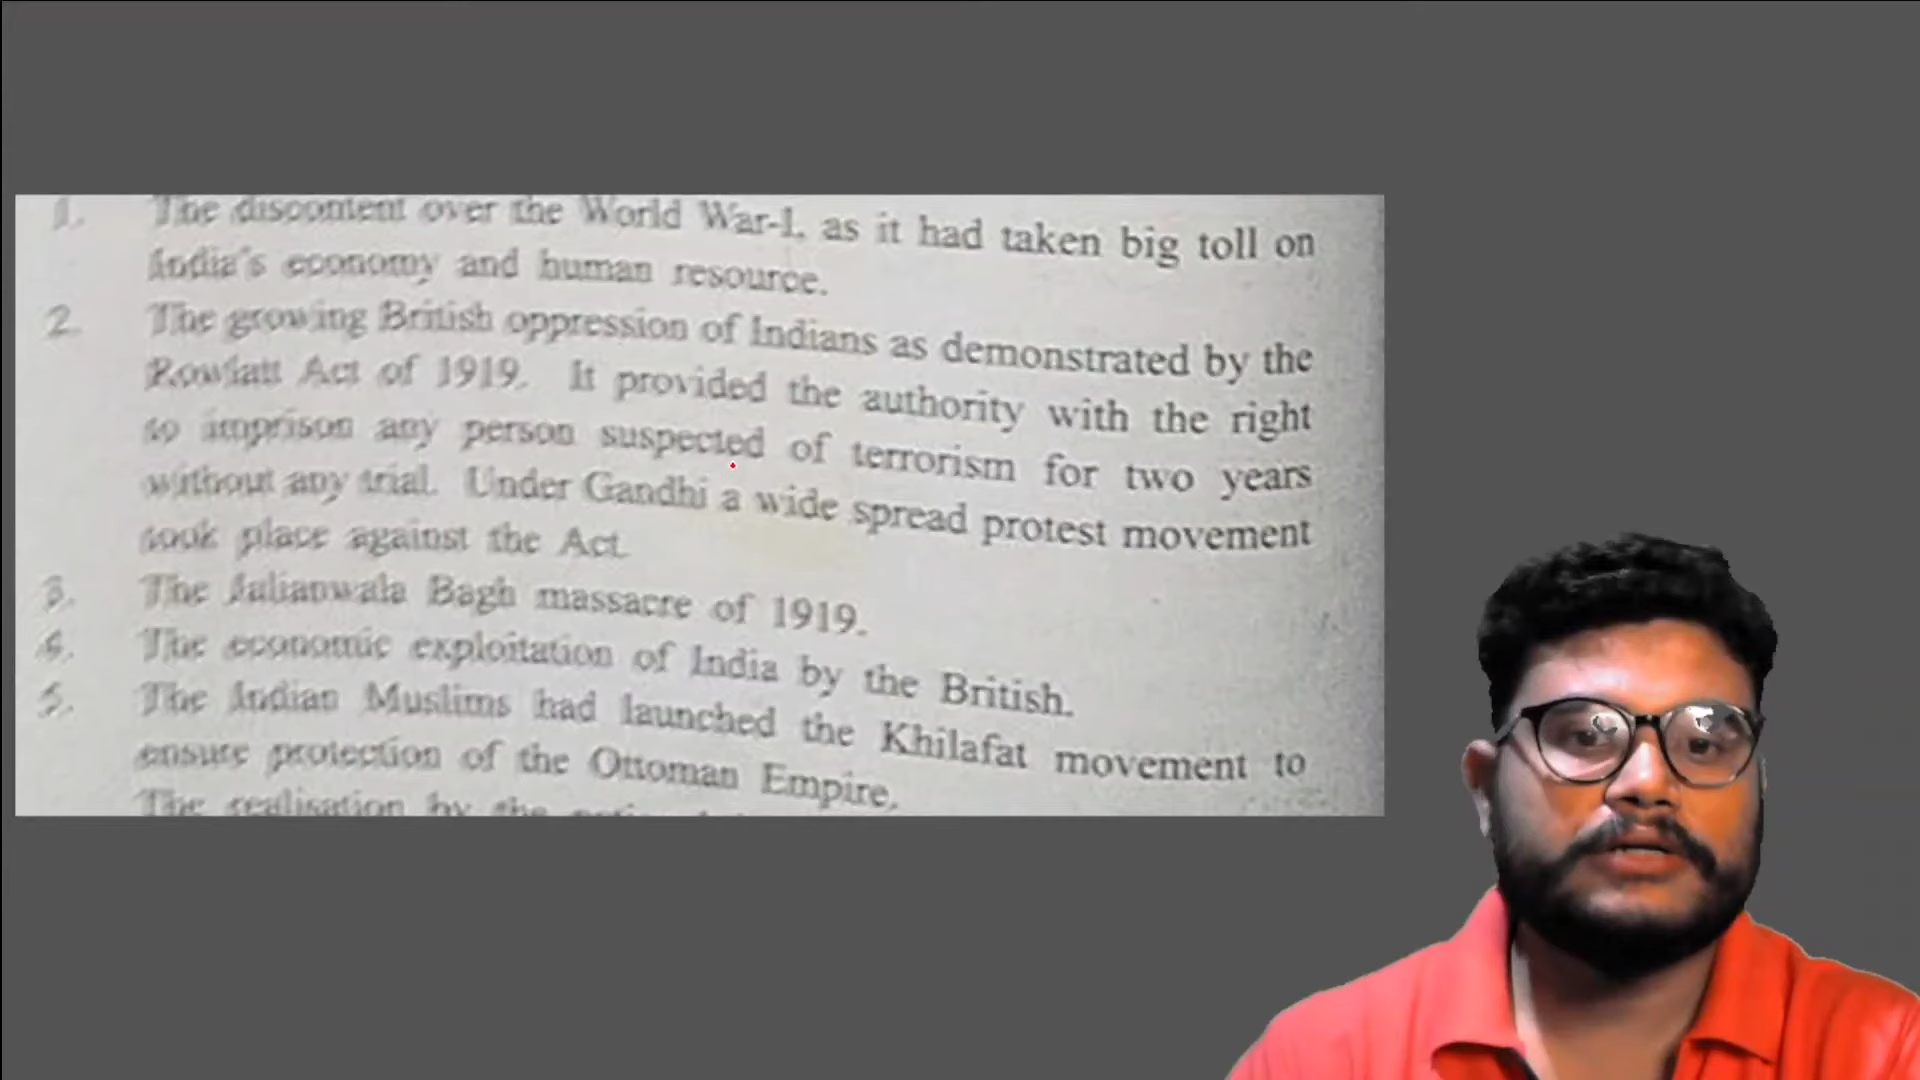 1. The discontent over the World War-I, as it had taken big toll on
India's economy and human resource.
2. The growing British oppression of Indians as demonstrated by the
Rowlatt Act of 1919. It provided the authority with the right
to imprison any person suspected of terrorism for two years
without any trial. Under Gandhi a wide spread protest movement
took place against the Act.
3. The Jalianwala Bagh massacre of 1919.
4. The economic exploitation of India by the British.
5. The Indian Muslims had launched the Khilafat movement to
ensure protection of the Ottoman Empire.
The realisation by the